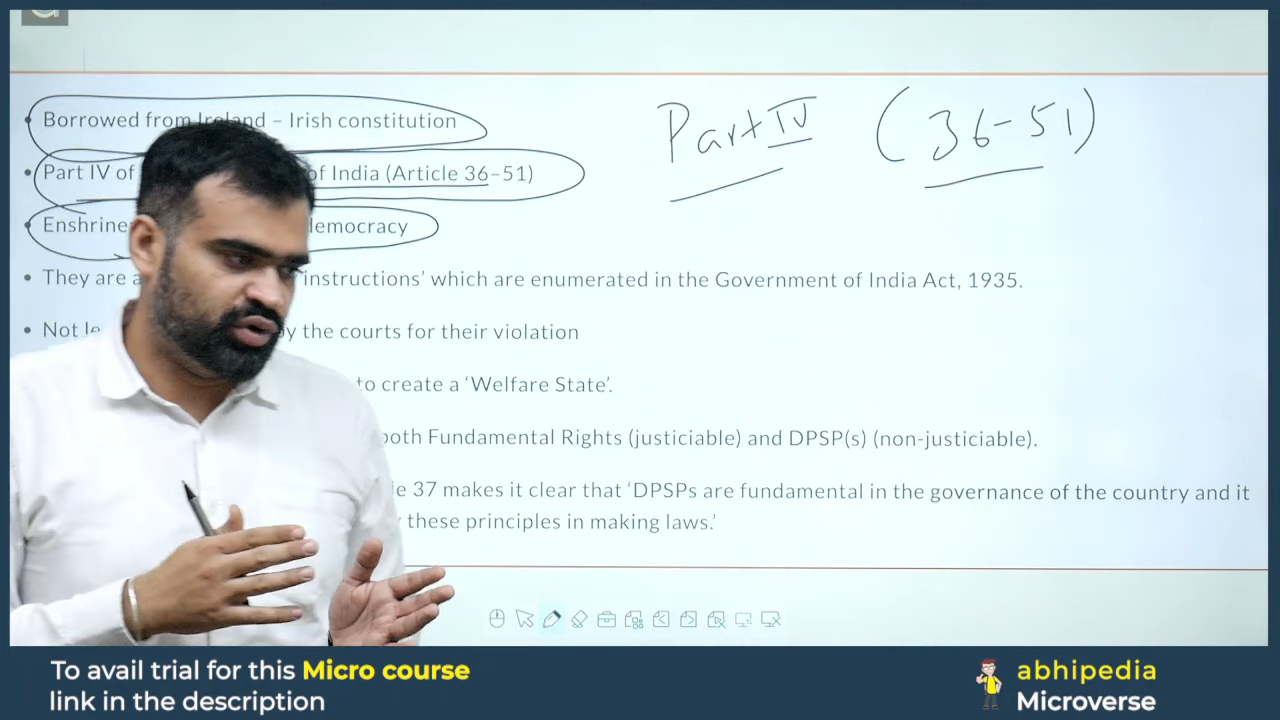 Borrowed from Ireland – Irish constitution
Part IV (36-51)
Part IV of of India (Article 36–51)
Enshrine democracy
They are a instructions’ which are enumerated in the Government of India Act, 1935.
Not le by the courts for their violation
to create a ‘Welfare State’.
both Fundamental Rights (justiciable) and DPSP(s) (non-justiciable).
le 37 makes it clear that ‘DPSPs are fundamental in the governance of the country and it
these principles in making laws.’
To avail trial for this Micro course
link in the description
abhipedia
Microverse